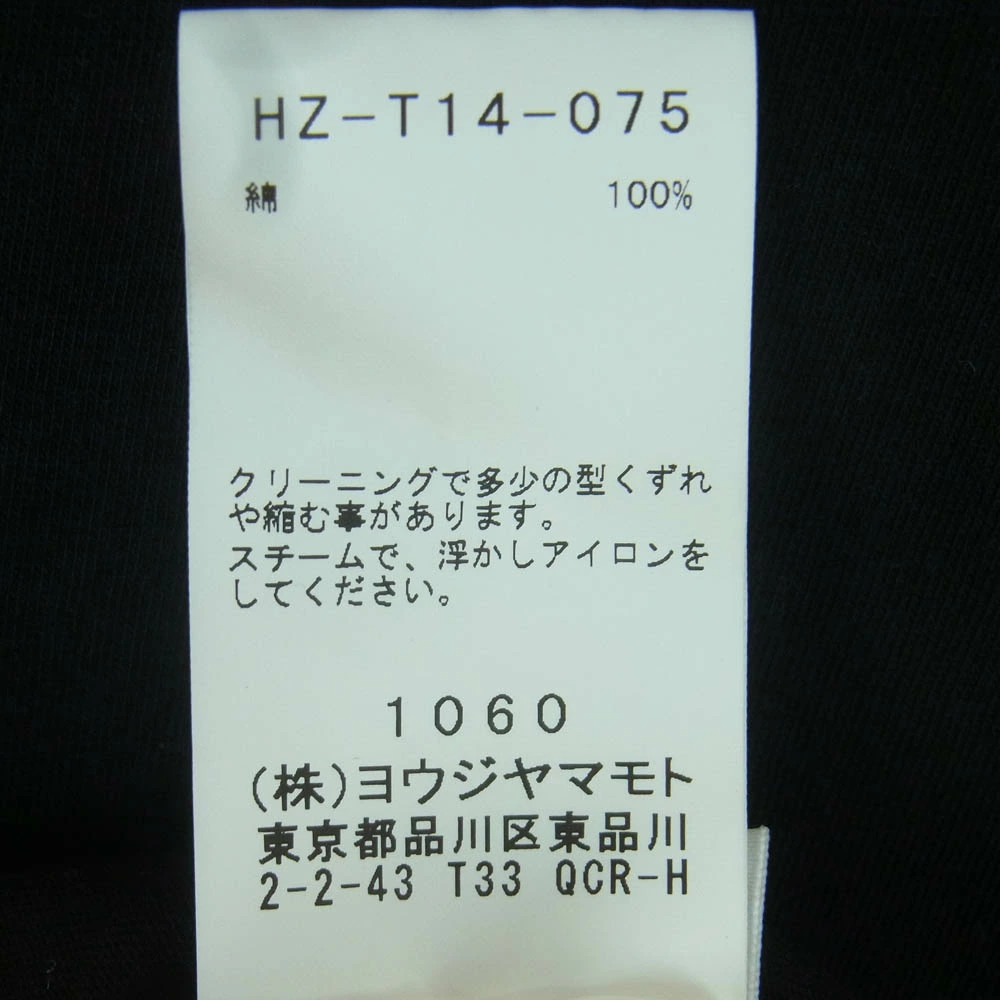 HZ-T14-075
綿 100%
クリーニングで多少の型くずれ
や縮む事があります。
スチームで、浮かしアイロンを
してください。
1060
(株)ヨウジヤマモト
東京都品川区東品川
2-2-43 T33 QCR-H